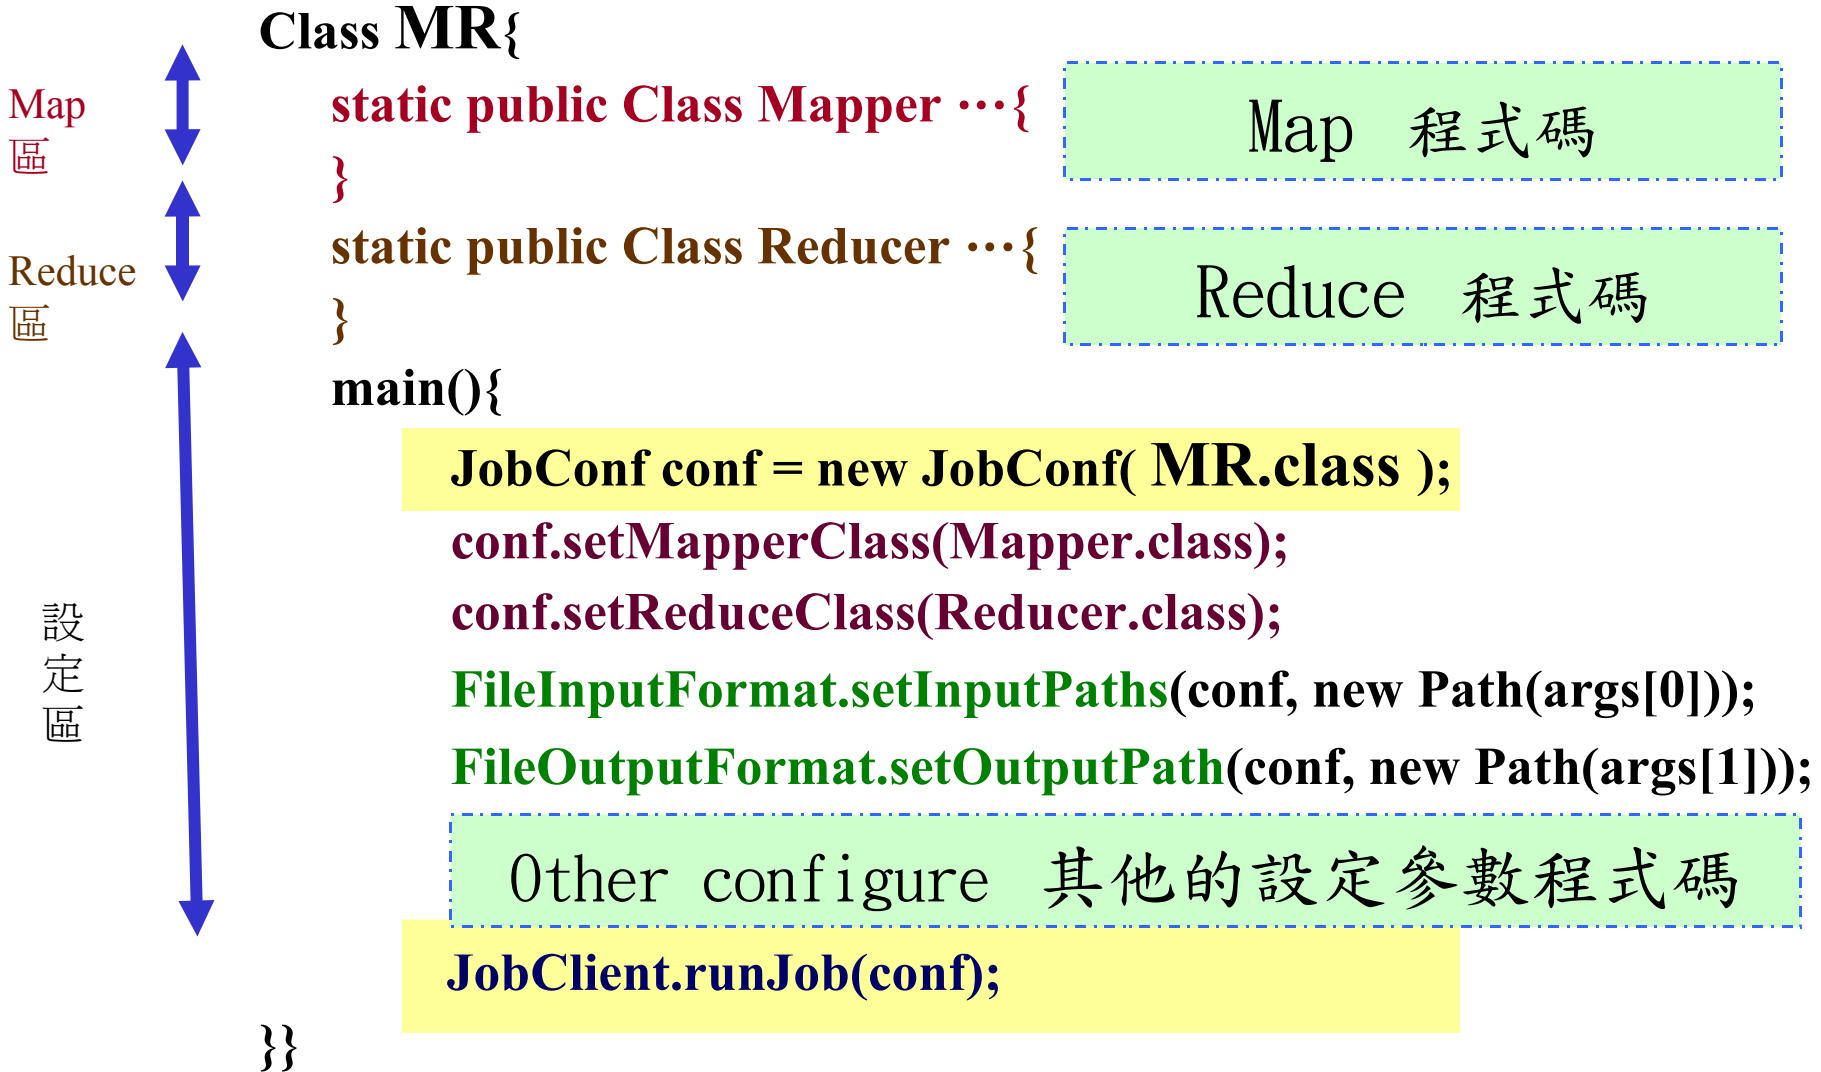 Class MR{
Map
區
static public Class Mapper ⋯{
Map 程式碼
}
Reduce
區
static public Class Reducer ⋯{
Reduce 程式碼
}
main(){
設
定
區
JobConf conf = new JobConf( MR.class );
conf.setMapperClass(Mapper.class);
conf.setReduceClass(Reducer.class);
FileInputFormat.setInputPaths(conf, new Path(args[0]));
FileOutputFormat.setOutputPath(conf, new Path(args[1]));
Other configure 其他的設定參數程式碼
JobClient.runJob(conf);
}}